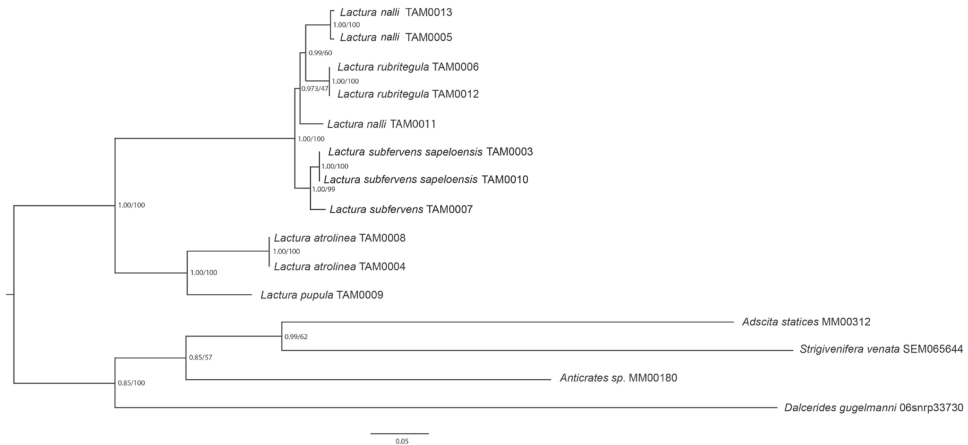 Lactura nalli TAM0013
1.00/100
Lactura nalli TAM0005
0.99/60
Lactura rubritegula TAM0006
1.00/100
0.973/47
Lactura rubritegula TAM0012
Lactura nalli TAM0011
1.00/100
Lactura subfervens sapeloensis TAM0003
1.00/100
Lactura subfervens sapeloensis TAM0010
1.00/99
Lactura subfervens TAM0007
1.00/100
Lactura atrolinea TAM0008
1.00/100
Lactura atrolinea TAM0004
1.00/100
Lactura pupula TAM0009
Adscita statices MM00312
0.99/62
Strigivenifera venata SEM065644
0.85/57
Anticrates sp. MM00180
0.85/100
Dalcerides gugelmanni 06snrp33730
0.05